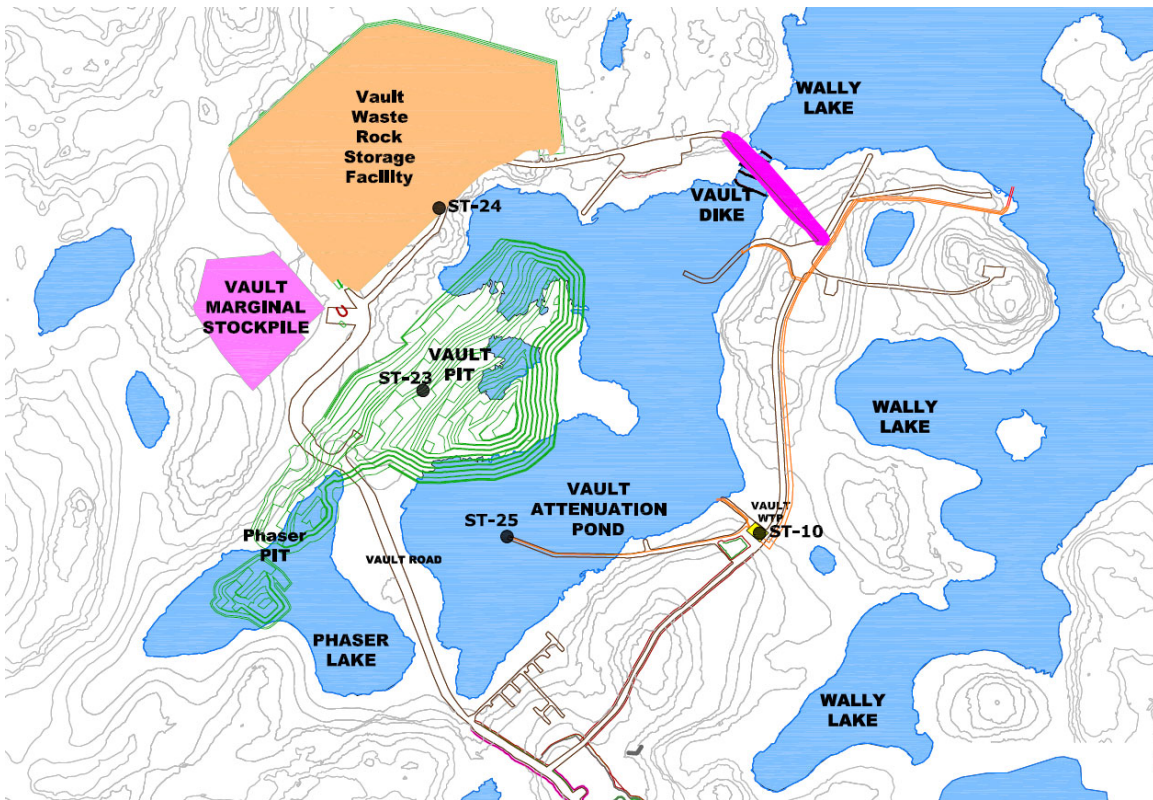 Vault
Waste
Rock
Storage
Facility
WALLY
LAKE
VAULT
DIKE
ST-24
VAULT
MARGINAL
STOCKPILE
VAULT
PIT
ST-23
WALLY
LAKE
VAULT
ATTENUATION
POND
ST-25
VAULT
WTP
ST-10
Phaser
PIT
VAULT ROAD
PHASER
LAKE
WALLY
LAKE